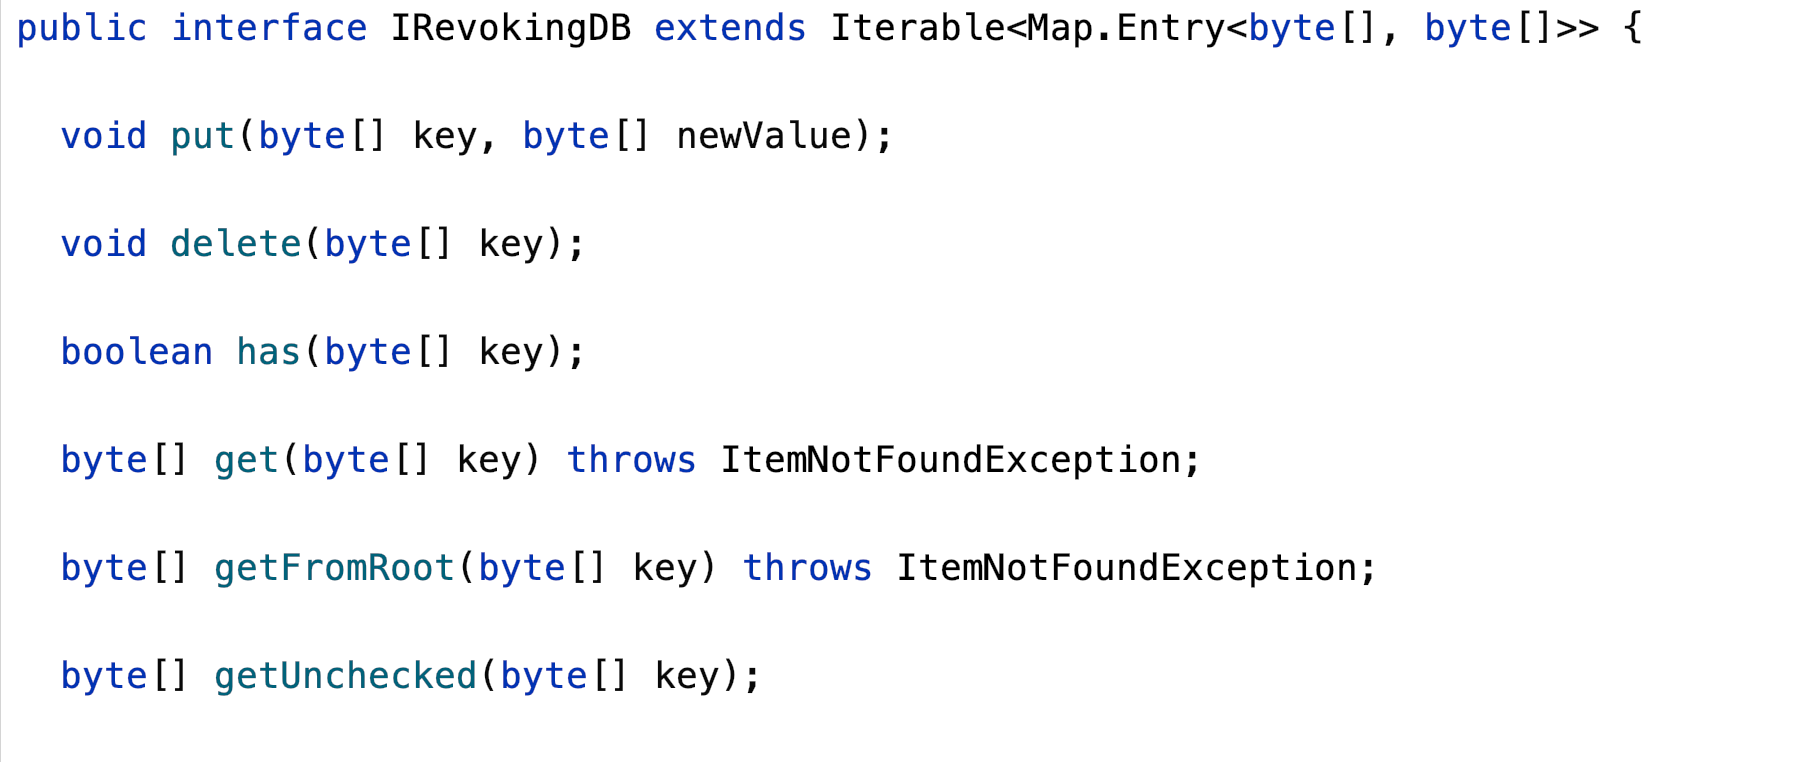 public interface IRevokingDB extends Iterable<Map.Entry<byte[], byte[]>> {
void put(byte[] key, byte[] newValue);
void delete(byte[] key);
boolean has(byte[] key);
byte[] get(byte[] key) throws ItemNotFoundException;
byte[] getFromRoot(byte[] key) throws ItemNotFoundException;
byte[] getUnchecked(byte[] key);